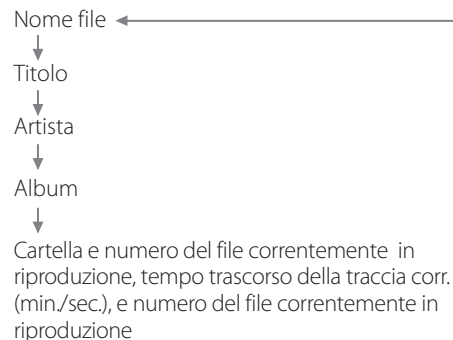 Nome file
Titolo
Artista
Album
Cartella e numero del file correntemente in
riproduzione, tempo trascorso della traccia corr.
(min./sec.), e numero del file correntemente in
riproduzione